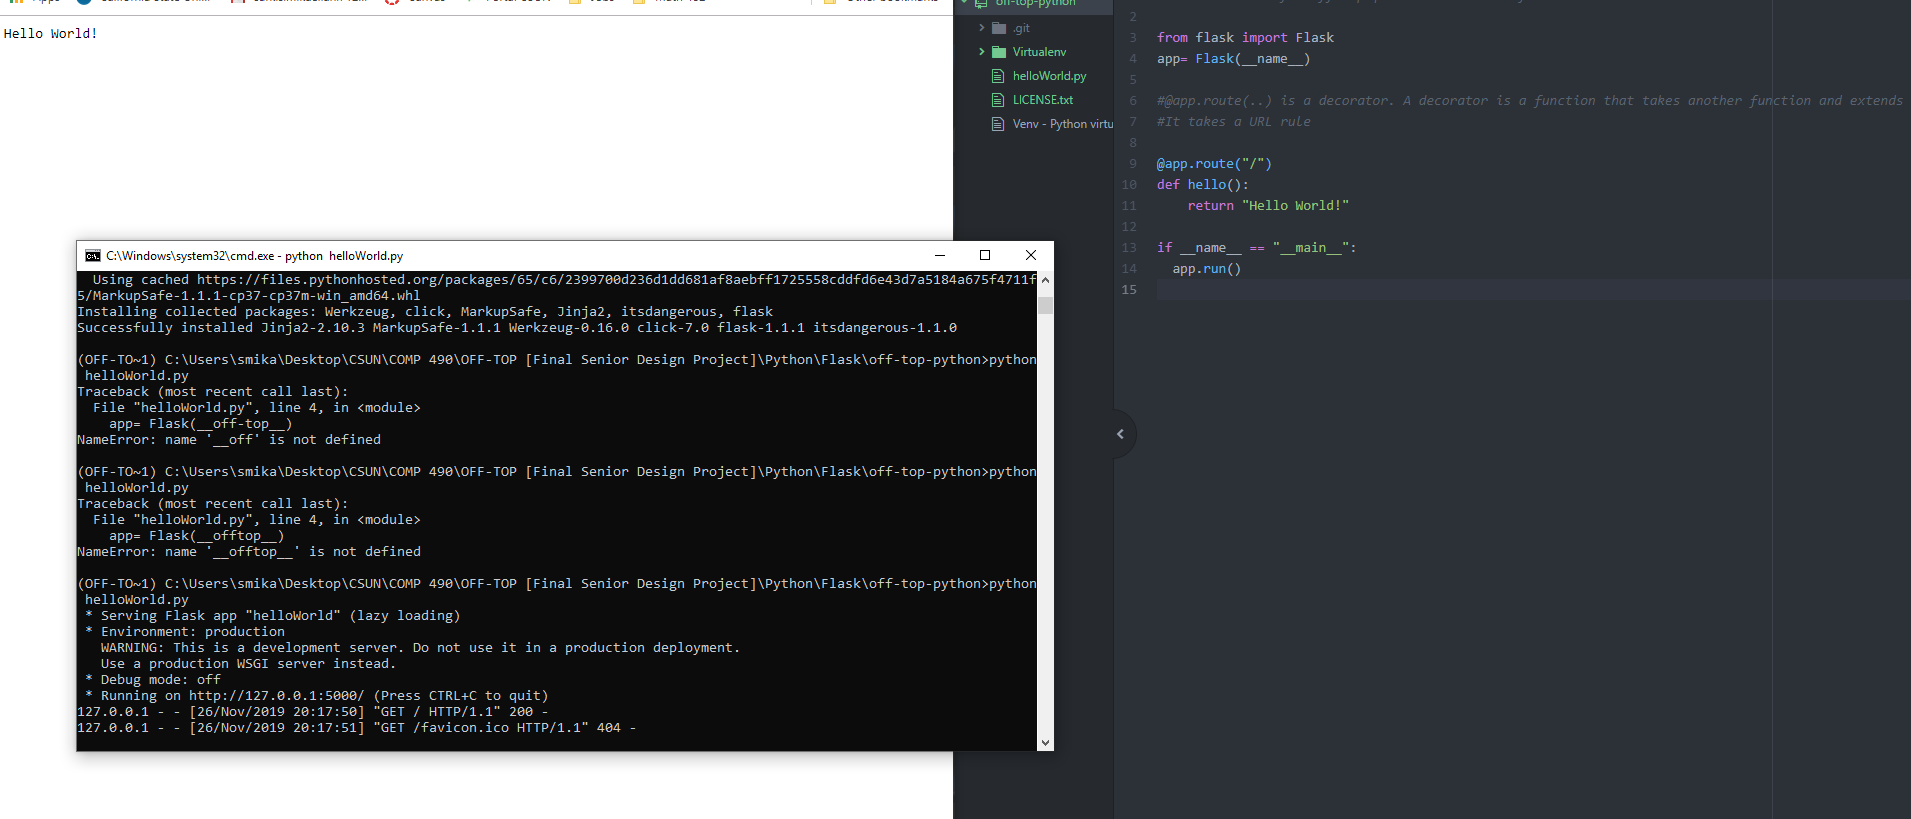 Apps
Other bookmarks
Hello World!
C:\Windows\system32\cmd.exe - python  helloWorld.py
  Using cached https://files.pythonhosted.org/packages/65/c6/2399700d236d1dd681af8aebff1725558cddfd6e43d7a5184a675f4711f
5/MarkupSafe-1.1.1-cp37-cp37m-win_amd64.whl
Installing collected packages: Werkzeug, click, MarkupSafe, Jinja2, itsdangerous, flask
Successfully installed Jinja2-2.10.3 MarkupSafe-1.1.1 Werkzeug-0.16.0 click-7.0 flask-1.1.1 itsdangerous-1.1.0
(OFF-TO~1) C:\Users\smika\Desktop\CSUN\COMP 490\OFF-TOP [Final Senior Design Project]\Python\Flask\off-top-python>python
 helloWorld.py
Traceback (most recent call last):
  File "helloWorld.py", line 4, in <module>
    app= Flask(__off-top__)
NameError: name '__off' is not defined
(OFF-TO~1) C:\Users\smika\Desktop\CSUN\COMP 490\OFF-TOP [Final Senior Design Project]\Python\Flask\off-top-python>python
 helloWorld.py
Traceback (most recent call last):
  File "helloWorld.py", line 4, in <module>
    app= Flask(__offtop__)
NameError: name '__offtop__' is not defined
(OFF-TO~1) C:\Users\smika\Desktop\CSUN\COMP 490\OFF-TOP [Final Senior Design Project]\Python\Flask\off-top-python>python
 helloWorld.py
 * Serving Flask app "helloWorld" (lazy loading)
 * Environment: production
   WARNING: This is a development server. Do not use it in a production deployment.
   Use a production WSGI server instead.
 * Debug mode: off
 * Running on http://127.0.0.1:5000/ (Press CTRL+C to quit)
127.0.0.1 - - [26/Nov/2019 20:17:50] "GET / HTTP/1.1" 200 -
127.0.0.1 - - [26/Nov/2019 20:17:51] "GET /favicon.ico HTTP/1.1" 404 -
off-top-python
.git
Virtualenv
helloWorld.py
LICENSE.txt
Venv - Python virtu
2
3 from flask import Flask
4 app= Flask(__name__)
5
6 #@app.route(..) is a decorator. A decorator is a function that takes another function and extends
7 #It takes a URL rule
8
9 @app.route("/")
10 def hello():
11     return "Hello World!"
12
13 if __name__ == "__main__":
14   app.run()
15